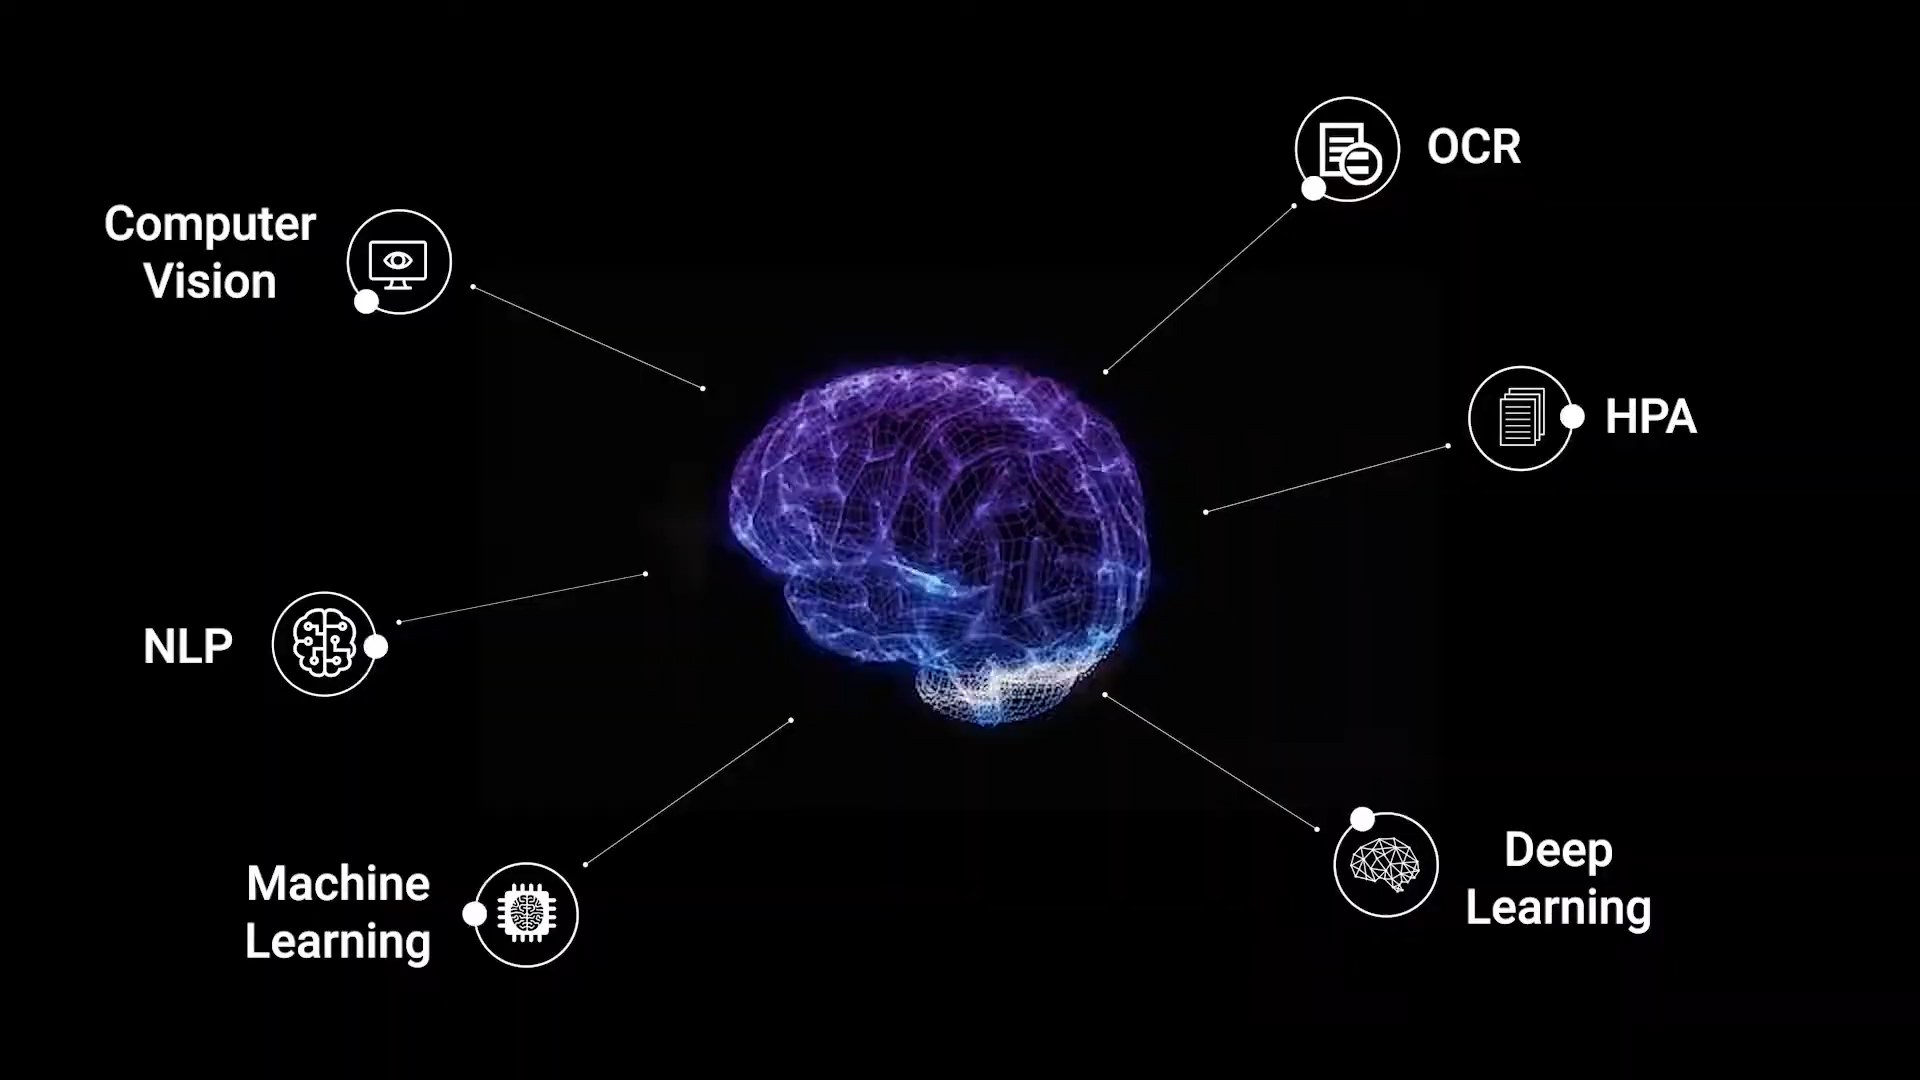 Computer
Vision
NLP
Machine
Learning
OCR
HPA
Deep
Learning